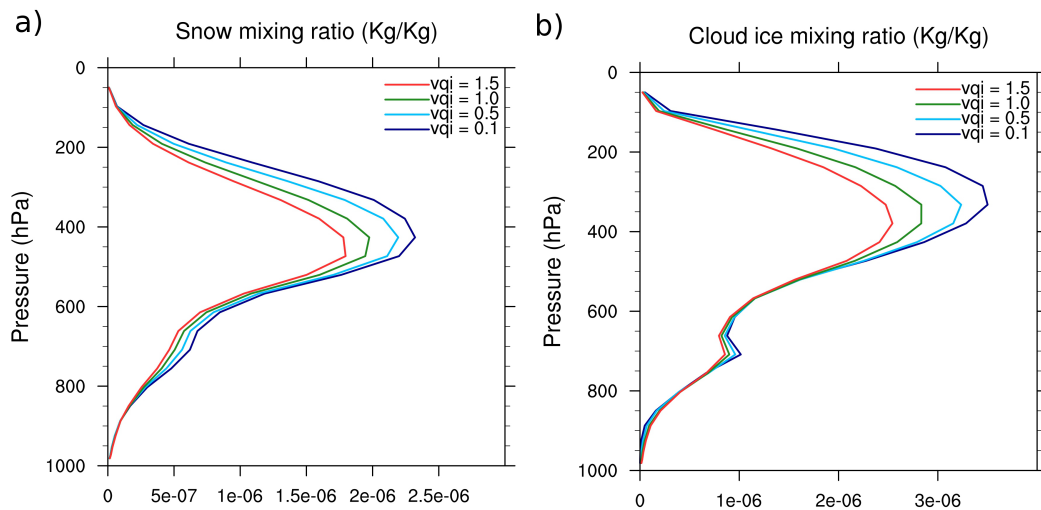 a)
Snow mixing ratio (Kg/Kg)
vqi = 1.5
vqi = 1.0
vqi = 0.5
vqi = 0.1
Pressure (hPa)
0
200
400
600
800
1000
0 5e-07 1e-06 1.5e-06 2e-06 2.5e-06
b)
Cloud ice mixing ratio (Kg/Kg)
vqi = 1.5
vqi = 1.0
vqi = 0.5
vqi = 0.1
Pressure (hPa)
0
200
400
600
800
1000
0 1e-06 2e-06 3e-06